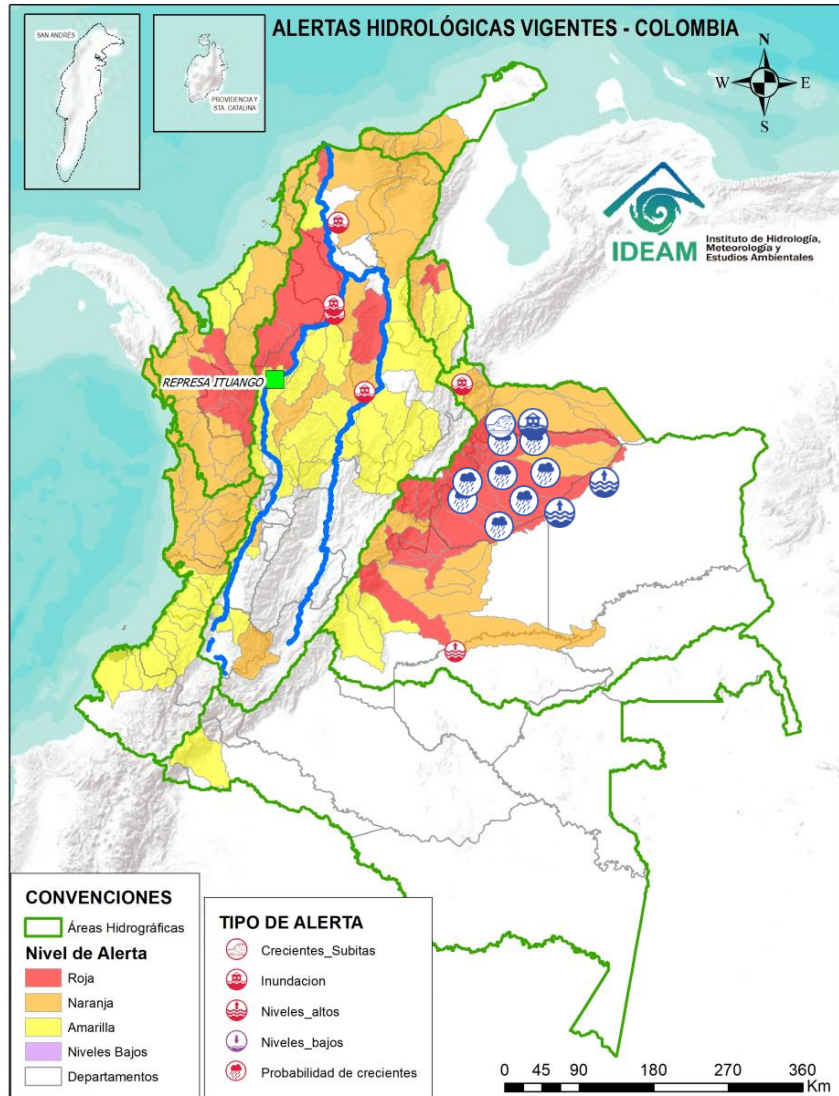 ALERTAS HIDROLÓGICAS VIGENTES - COLOMBIA
SAN ANDRÉS
PROVIDENCIA Y
STA. CATALINA
N
W
E
S
IDEAM
Instituto de Hidrología,
Meteorología y
Estudios Ambientales
REPRESA ITUANGO
CONVENCIONES
Áreas Hidrográficas
Nivel de Alerta
Roja
Naranja
Amarilla
Niveles Bajos
Departamentos
TIPO DE ALERTA
Crecientes_Subitas
Inundacion
Niveles_altos
Niveles_bajos
Probabilidad de crecientes
0 45 90 180 270 360
Km